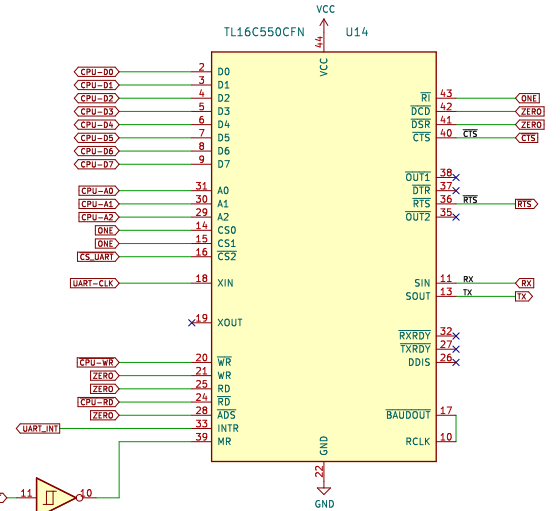 VCC
TL16C550CFN U14
44
VCC
CPU-D0 2 D0
CPU-D1 3 D1
CPU-D2 4 D2
CPU-D3 5 D3
CPU-D4 6 D4
CPU-D5 7 D5
CPU-D6 8 D6
CPU-D7 9 D7
RI 43 ONE
DCD 42 ZERO
DSR 41 ZERO
CTS 40 CTS CTS
OUT1 38
DTR 37
RTS 36 RTS RTS
OUT2 35
CPU-A0 31 A0
CPU-A1 30 A1
CPU-A2 29 A2
ONE 14 CS0
ONE 15 CS1
CS_UART 16 CS2
UART-CLK 18 XIN
SIN 11 RX RX
SOUT 13 TX TX
19 XOUT
RXRDY 32
TXRDY 27
DDIS 26
CPU-WR 20 WR
ZERO 21 WR
ZERO 25 RD
CPU-RD 24 RD
ZERO 28 ADS
UART_INT 33 INTR
39 MR
BAUDOUT 17
RCLK 10
GND
22
GND
11 10